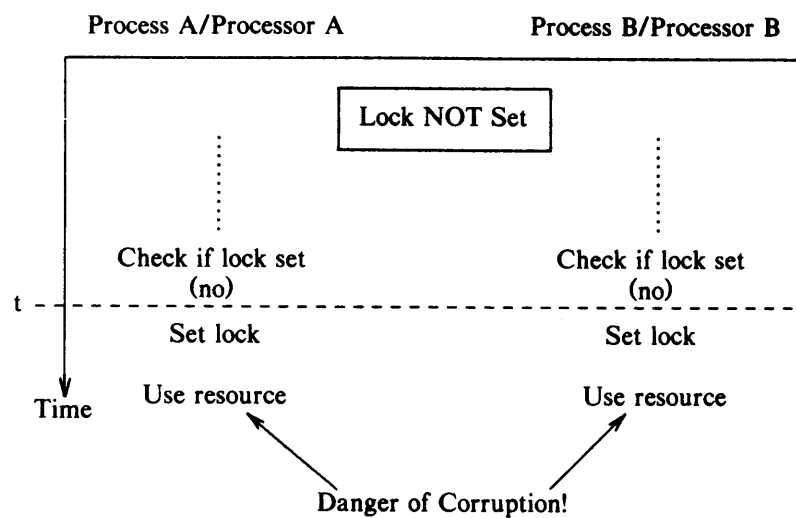 Process A/Processor A
Process B/Processor B
Lock NOT Set
Check if lock set
(no)
Check if lock set
(no)
t
Set lock
Set lock
Time
Use resource
Use resource
Danger of Corruption!